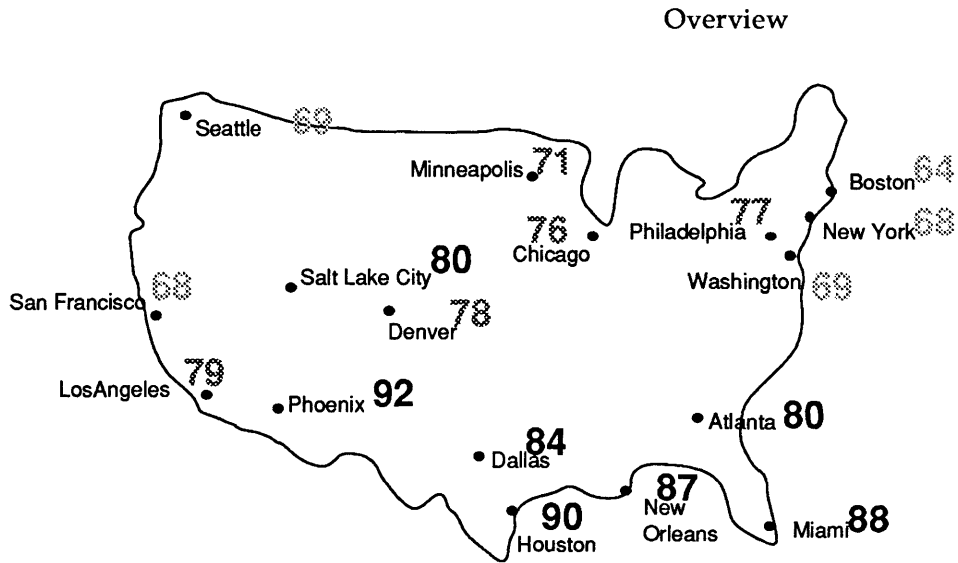 Overview
Seattle 69
Minneapolis 71
Boston 64
76
Chicago
77
Philadelphia
New York 68
Washington 69
Salt Lake City 80
San Francisco 68
Denver 78
79
LosAngeles
Phoenix 92
Atlanta 80
84
Dallas
87
New
Orleans
90
Houston
Miami 88